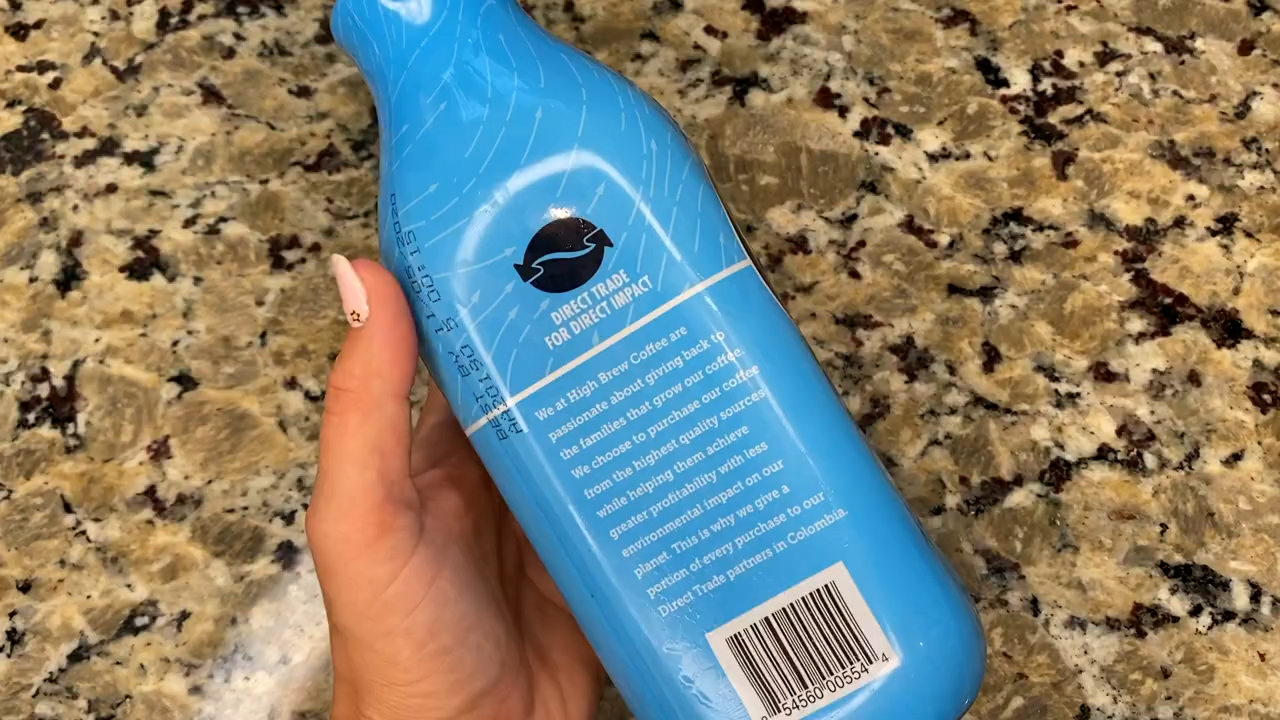 DIRECT TRADE
FOR DIRECT IMPACT
We at High Brew Coffee are
passionate about giving back to
the families that grow our coffee.
We choose to purchase our coffee
from the highest quality sources
while helping them achieve
greater profitability with less
environmental impact on our
planet. This is why we give a
portion of every purchase to our
Direct Trade partners in Colombia.
54560 00554 4
BEST BY